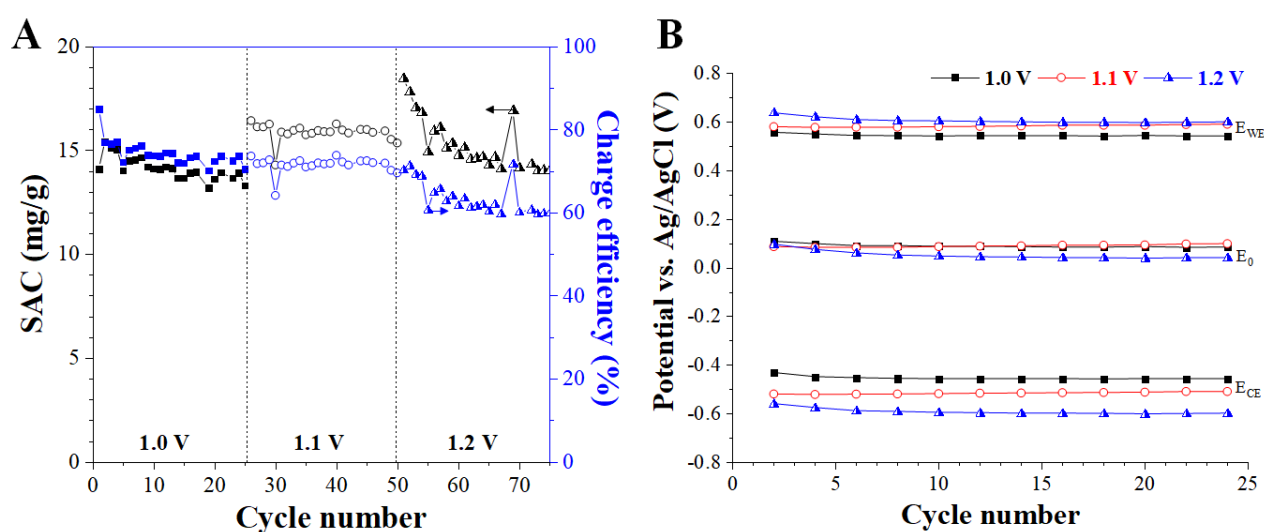 A
20
15
10
5
0
SAC (mg/g)
0
10
20
30
40
50
60
70
Cycle number
1.0 V
1.1 V
1.2 V
100
80
60
40
20
0
Charge efficiency (%)
B
0.8
0.6
0.4
0.2
0.0
-0.2
-0.4
-0.6
-0.8
Potential vs. Ag/AgCl (V)
1.0 V 1.1 V 1.2 V
E_WE
E_0
E_CE
0
5
10
15
20
25
Cycle number